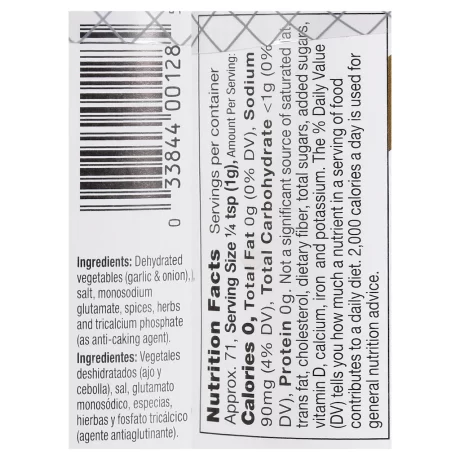 0 33844 00128
Ingredients: Dehydrated
vegetables (garlic & onion),
salt, monosodium
glutamate, spices, herbs
and tricalcium phosphate
(as anti-caking agent).
Ingredientes: Vegetales
deshidratados (ajo y
cebolla), sal, glutamato
monosódico, especias,
hierbas y fosfato tricálcico
(agente antiaglutinante).
Nutrition Facts Servings per container
Approx. 71, Serving Size ¼ tsp (1g), Amount Per Serving:
Calories 0, Total Fat 0g (0% DV), Sodium
90mg (4% DV), Total Carbohydrate <1g (0%
DV), Protein 0g. Not a significant source of saturated fat,
trans fat, cholesterol, dietary fiber, total sugars, added sugars,
vitamin D, calcium, iron, and potassium. The % Daily Value
(DV) tells you how much a nutrient in a serving of food
contributes to a daily diet. 2,000 calories a day is used for
general nutrition advice.